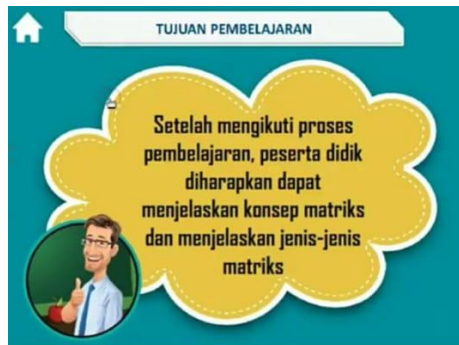 TUJUAN PEMBELAJARAN
Setelah mengikuti proses
pembelajaran, peserta didik
diharapkan dapat
menjelaskan konsep matriks
dan menjelaskan jenis-jenis
matriks